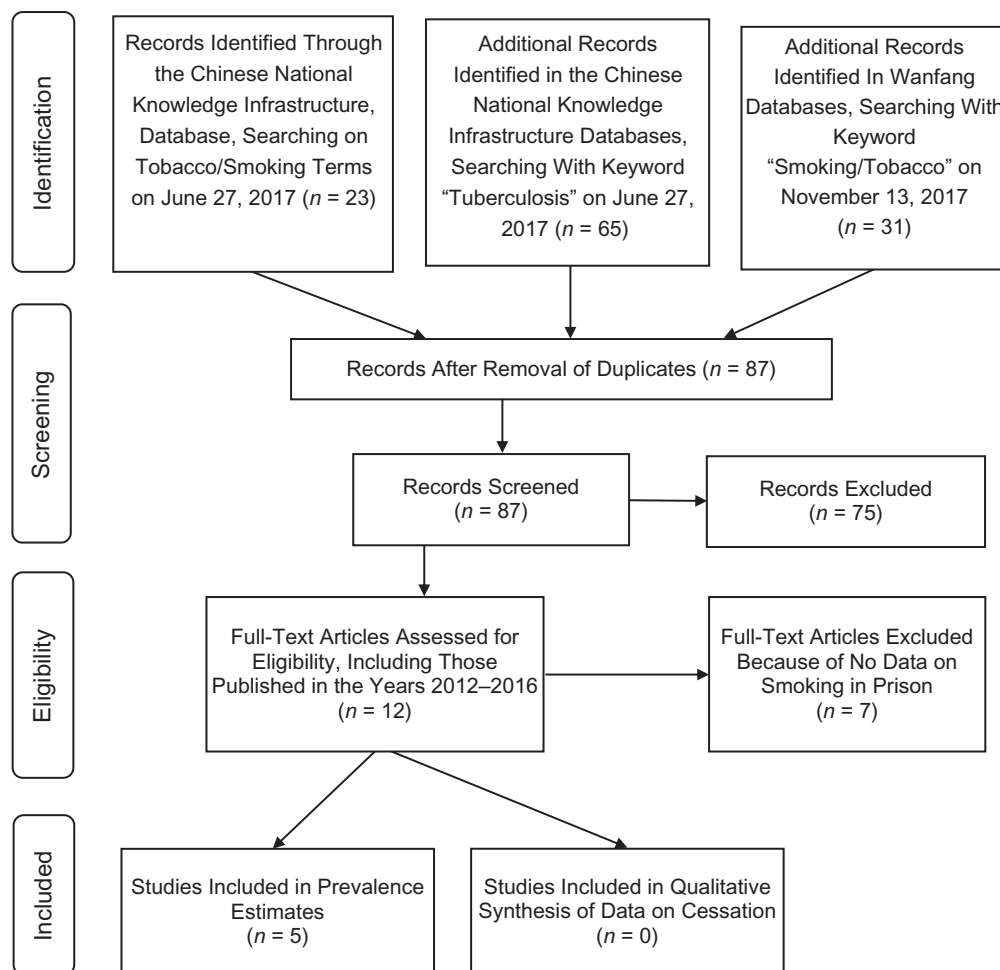 Identification
Records Identified Through
the Chinese National
Knowledge Infrastructure,
Database, Searching on
Tobacco/Smoking Terms
on June 27, 2017 (n = 23)
Additional Records
Identified in the Chinese
National Knowledge
Infrastructure Databases,
Searching With Keyword
“Tuberculosis” on June 27,
2017 (n = 65)
Additional Records
Identified In Wanfang
Databases, Searching With
Keyword
“Smoking/Tobacco” on
November 13, 2017
(n = 31)
Screening
Records After Removal of Duplicates (n = 87)
Records Screened
(n = 87)
Records Excluded
(n = 75)
Eligibility
Full-Text Articles Assessed for
Eligibility, Including Those
Published in the Years 2012–2016
(n = 12)
Full-Text Articles Excluded
Because of No Data on
Smoking in Prison
(n = 7)
Included
Studies Included in Prevalence
Estimates
(n = 5)
Studies Included in Qualitative
Synthesis of Data on Cessation
(n = 0)